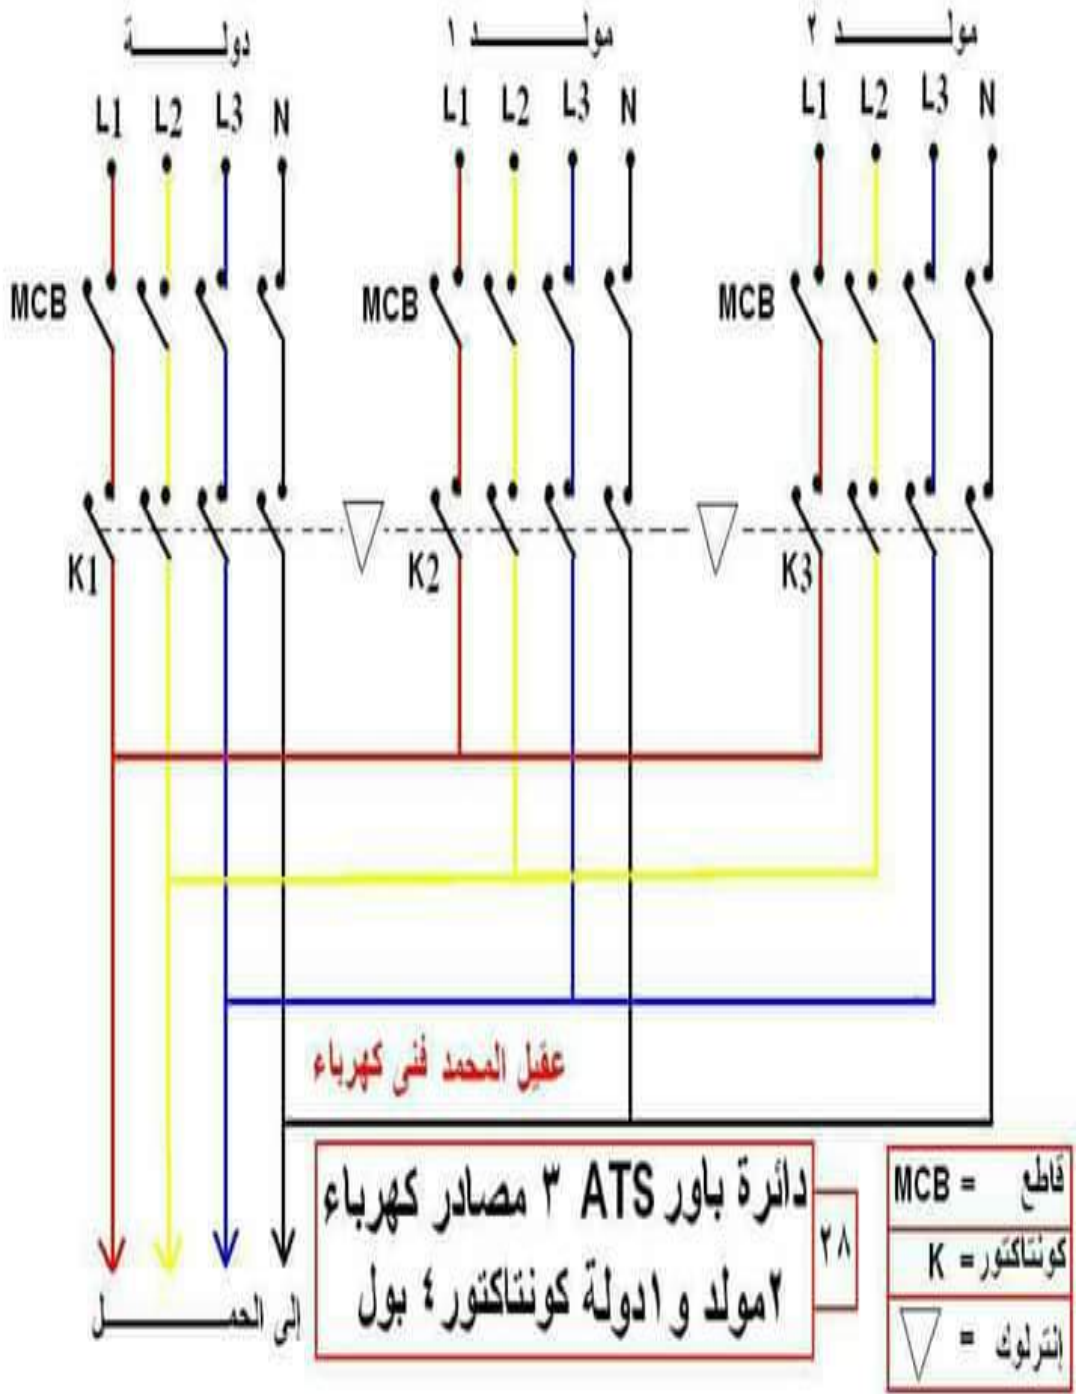 دولة
مولد ١
مولد ٢
L1 L2 L3 N
L1 L2 L3 N
L1 L2 L3 N
MCB
MCB
MCB
K1
K2
K3
عقيل المحمد فنى كهرباء
دائرة باور ATS ٣ مصادر كهرباء
٢مولد و ١دولة كونتاكتور ٤ بول
٢٨
MCB = قاطع
K = كونتاكتور
= إنترلوك
إلى الحمل